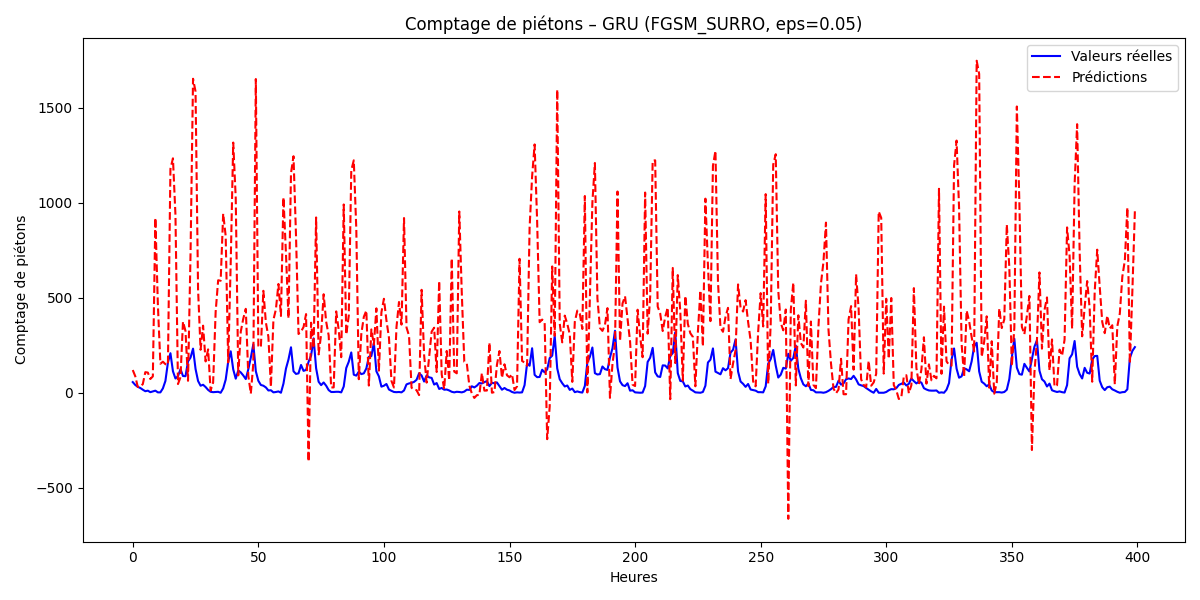 Comptage de piétons – GRU (FGSM_SURRO, eps=0.05)
Valeurs réelles
Prédictions
Comptage de piétons
1500
1000
500
0
−500
0 50 100 150 200 250 300 350 400
Heures